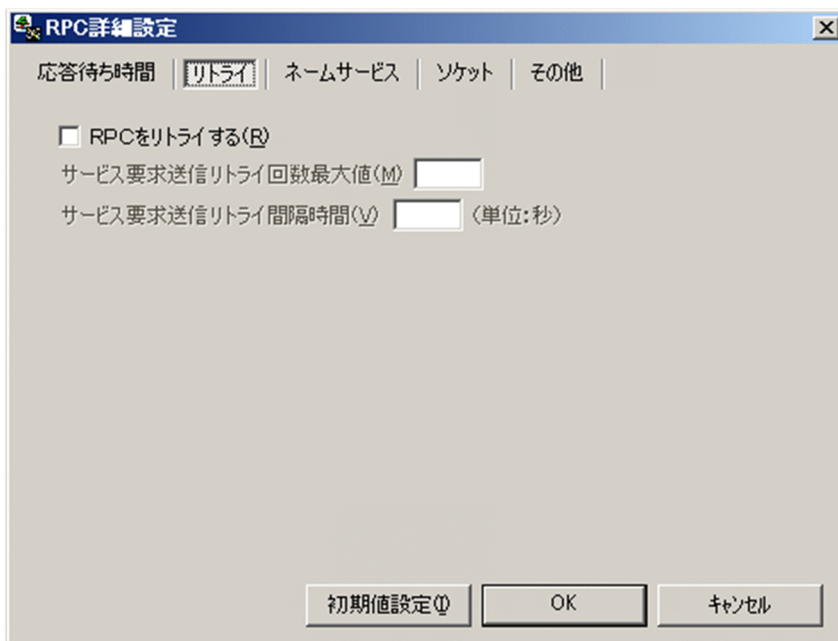 RPC詳細設定
応答待ち時間 リトライ ネームサービス ソケット その他
RPCをリトライする(R)
サービス要求送信リトライ回数最大値(M)
サービス要求送信リトライ間隔時間(V) (単位:秒)
初期値設定(I) OK キャンセル